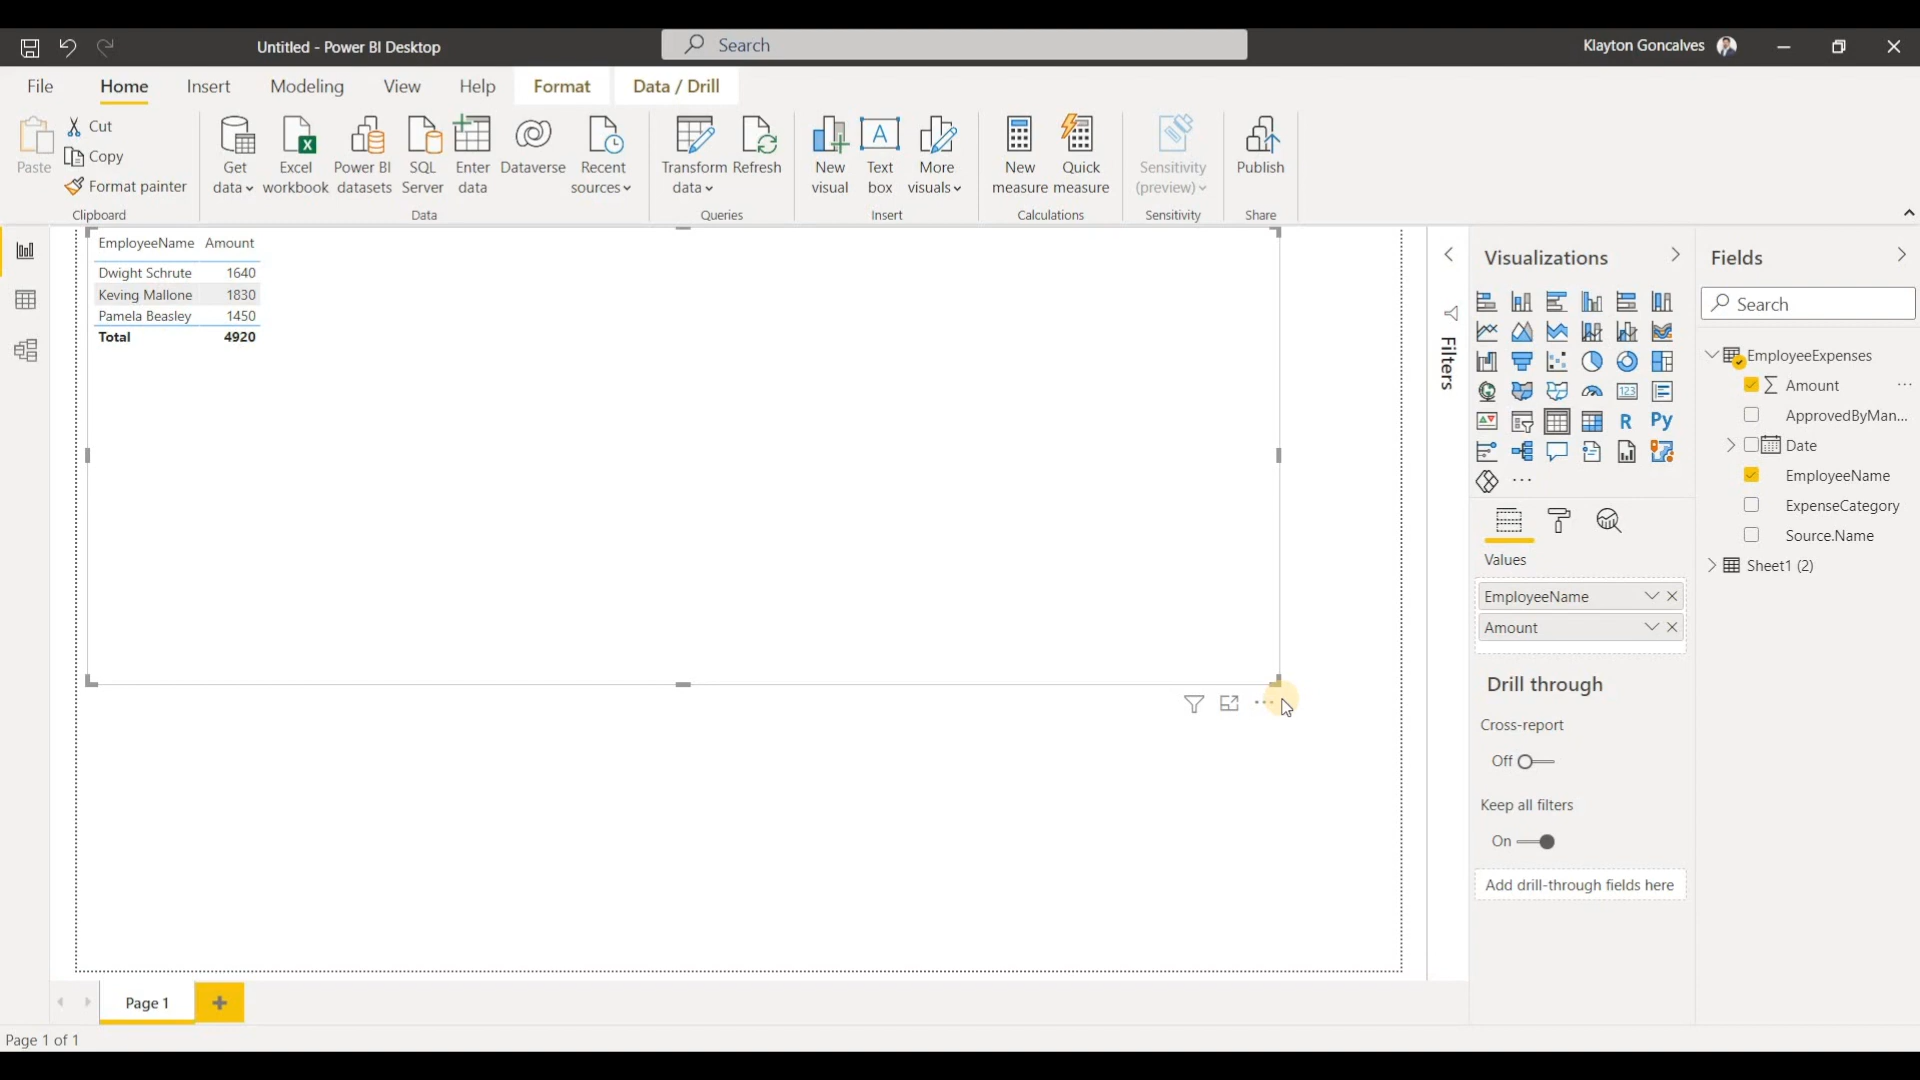 Untitled - Power BI Desktop
Search
Klayton Goncalves
File
Home
Insert
Modeling
View
Help
Format
Data / Drill
Paste
Cut
Copy
Format painter
Clipboard
Get data
Excel workbook
Power BI datasets
SQL Server
Enter data
Dataverse
Recent sources
Data
Transform data
Refresh
Queries
New visual
Text box
More visuals
Insert
New measure
Quick measure
Calculations
Sensitivity (preview)
Sensitivity
Publish
Share
EmployeeName Amount
Dwight Schrute 1640
Keving Mallone 1830
Pamela Beasley 1450
Total 4920
Filters
Visualizations
123
R
Py
Values
EmployeeName
Amount
Drill through
Cross-report
Off
Keep all filters
On
Add drill-through fields here
Fields
Search
EmployeeExpenses
Amount
ApprovedByMan...
Date
EmployeeName
ExpenseCategory
Source.Name
Sheet1 (2)
Page 1
Page 1 of 1